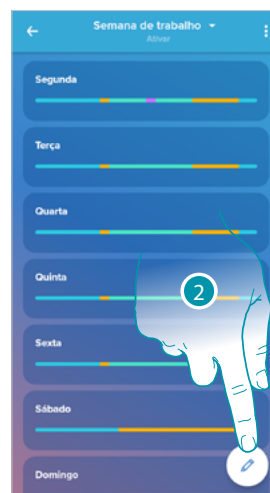 Semana de trabalho
Ativar
Segunda
Terça
Quarta
Quinta
2
Sexta
Sábado
Domingo